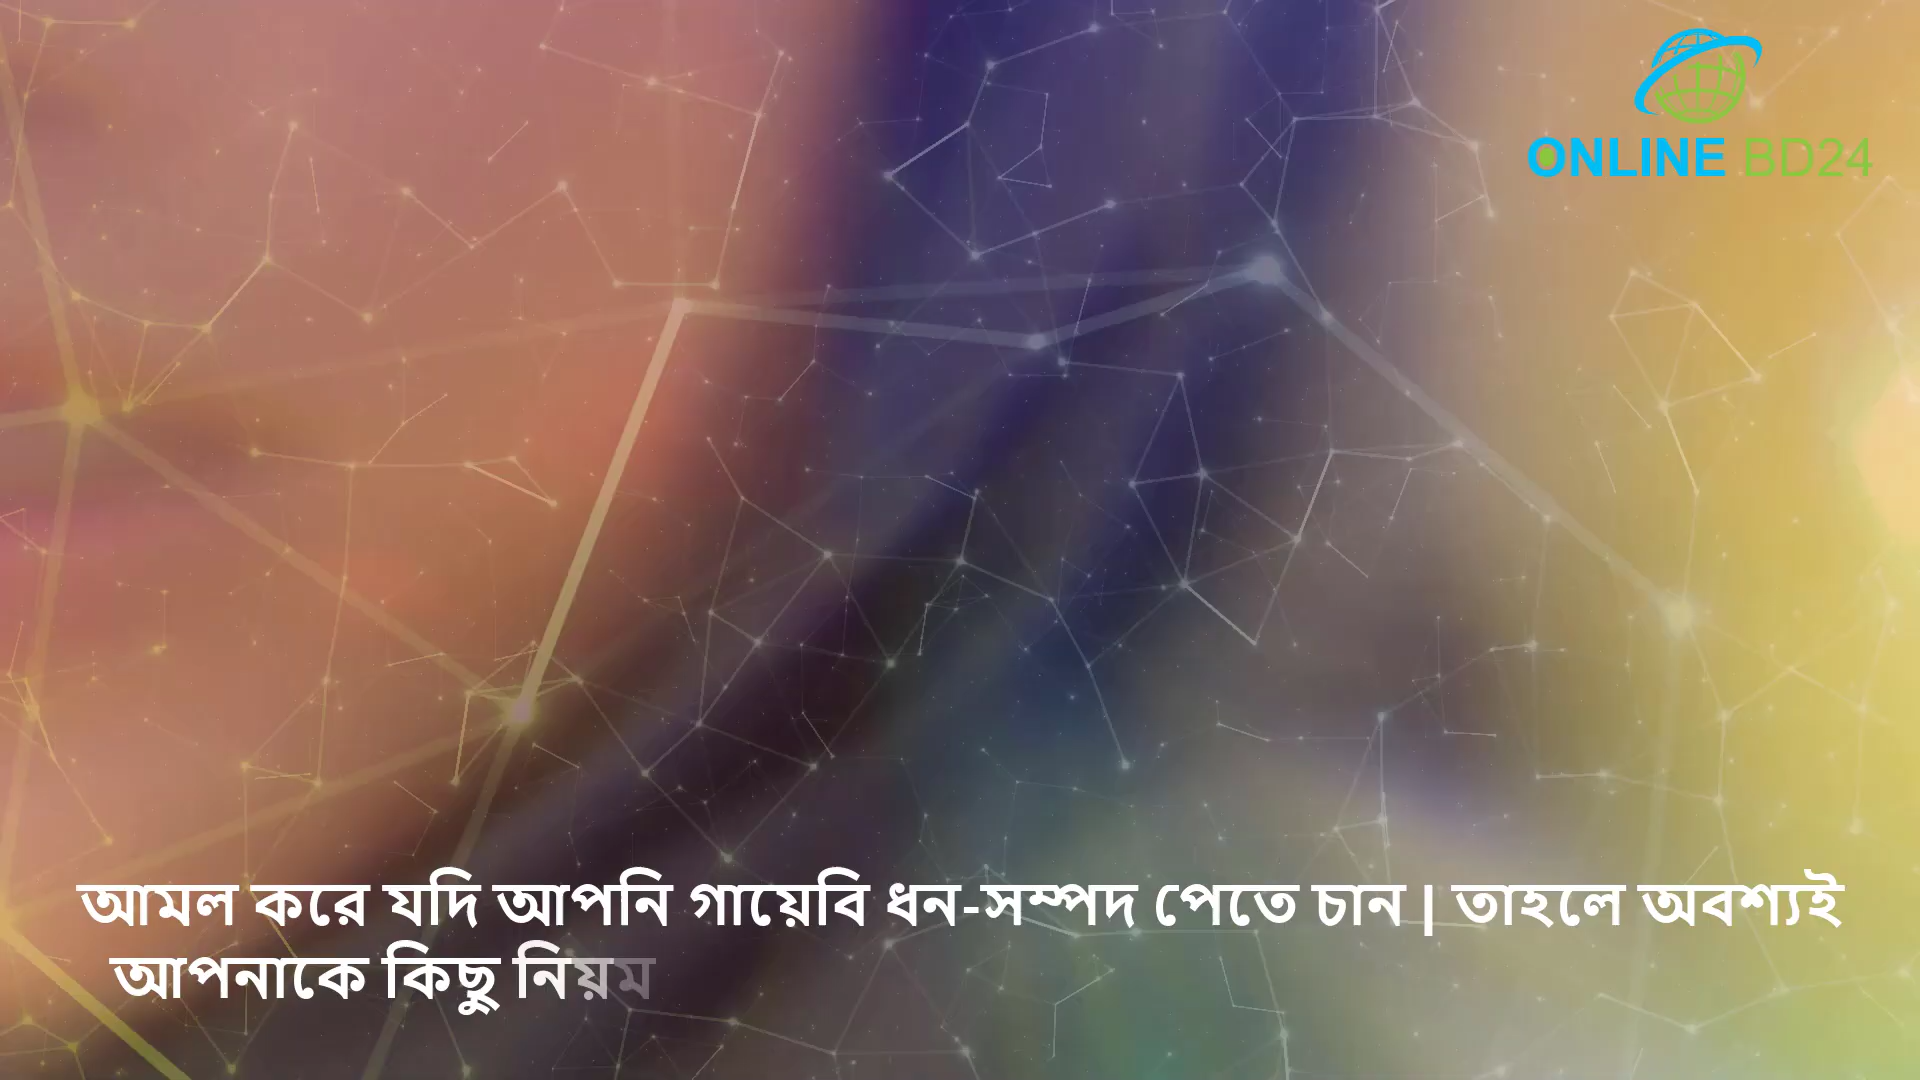 ONLINE BD24
আমল করে যদি আপনি গায়েবি ধন-সম্পদ পেতে চান | তাহলে অবশ্যই
আপনাকে কিছু নিয়ম